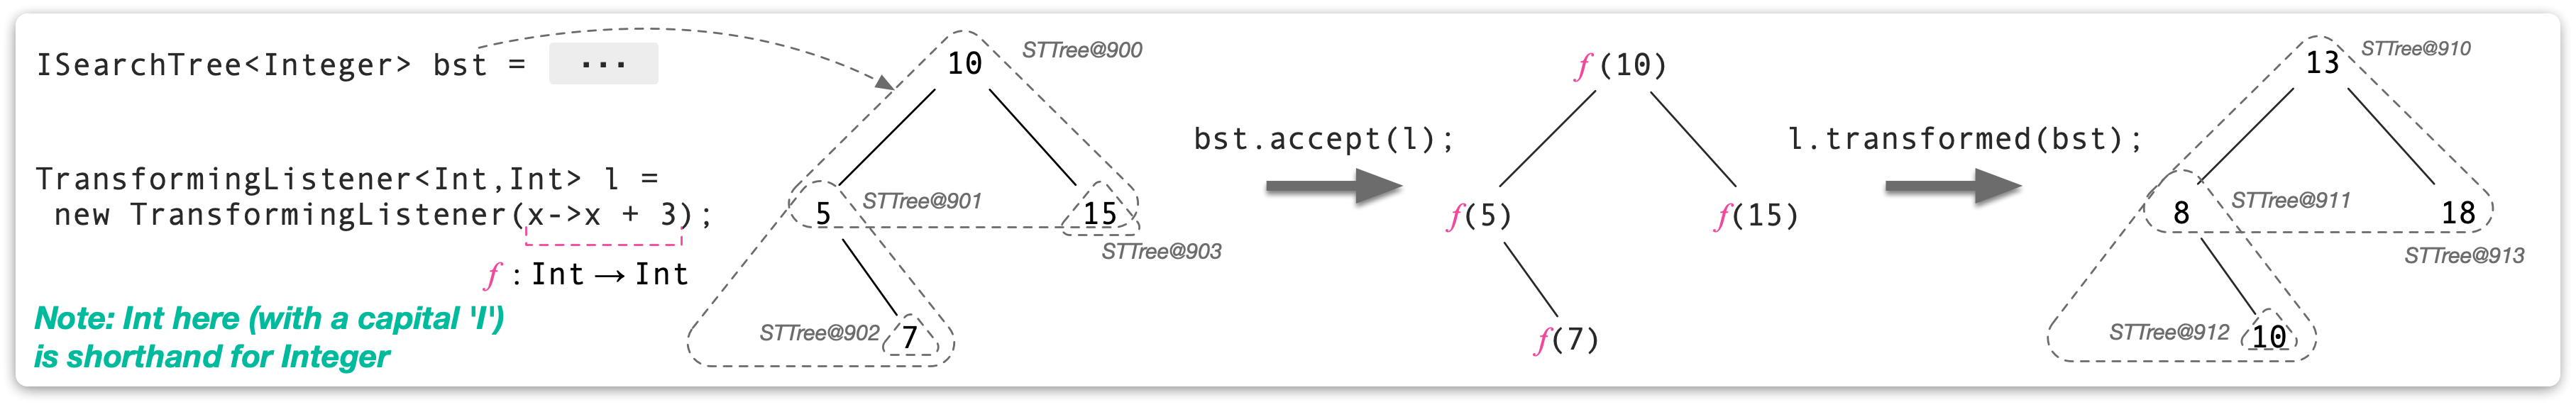 ISearchTree<Integer> bst = ...
TransformingListener<Int,Int> l =
new TransformingListener(x->x + 3);
f : Int → Int
Note: Int here (with a capital 'I')
is shorthand for Integer
10
STTree@900
5
STTree@901
15
STTree@903
STTree@902
7
bst.accept(l);
f(10)
f(5)
f(15)
f(7)
l.transformed(bst);
13
STTree@910
8
STTree@911
18
STTree@913
STTree@912
10